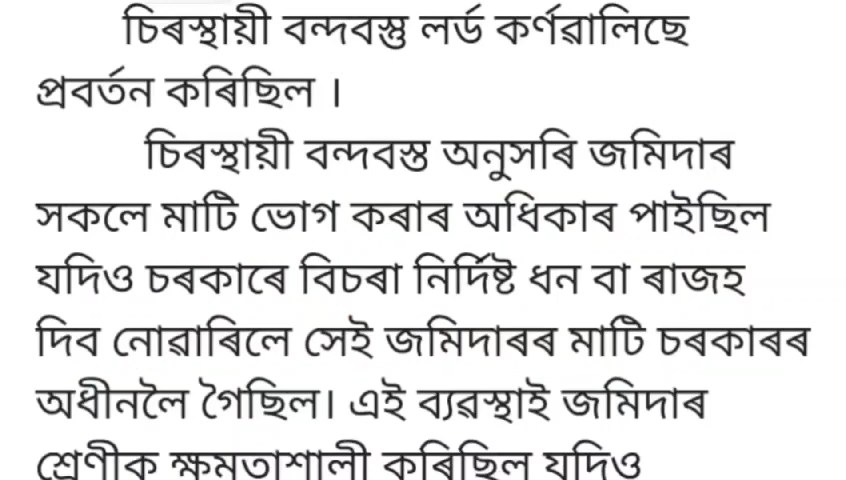 চিৰস্থায়ী বন্দবস্তু লৰ্ড কৰ্ণৱালিছে
প্ৰবৰ্তন কৰিছিল ।
চিৰস্থায়ী বন্দবস্ত অনুসৰি জমিদাৰ
সকলে মাটি ভোগ কৰাৰ অধিকাৰ পাইছিল
যদিও চৰকাৰে বিচৰা নিৰ্দিষ্ট ধন বা ৰাজহ
দিব নোৱাৰিলে সেই জমিদাৰৰ মাটি চৰকাৰৰ
অধীনলৈ গৈছিল। এই ব্যৱস্থাই জমিদাৰ
শ্ৰেণীক ক্ষমতাশালী কৰিছিল যদিও